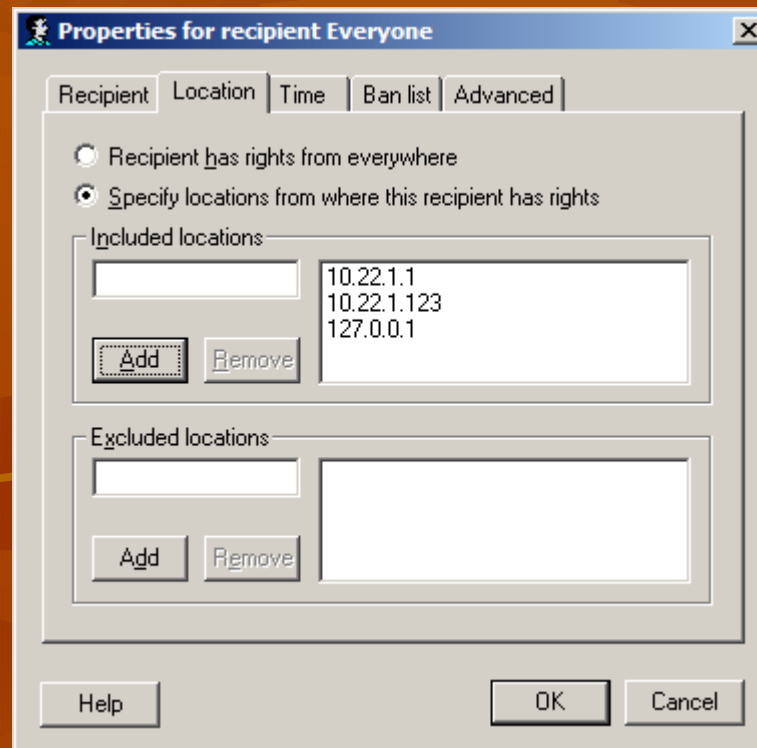 Properties for recipient Everyone
Recipient Location Time Ban list Advanced
Recipient has rights from everywhere
Specify locations from where this recipient has rights
Included locations
10.22.1.1
10.22.1.123
127.0.0.1
Add Remove
Excluded locations
Add Remove
Help OK Cancel